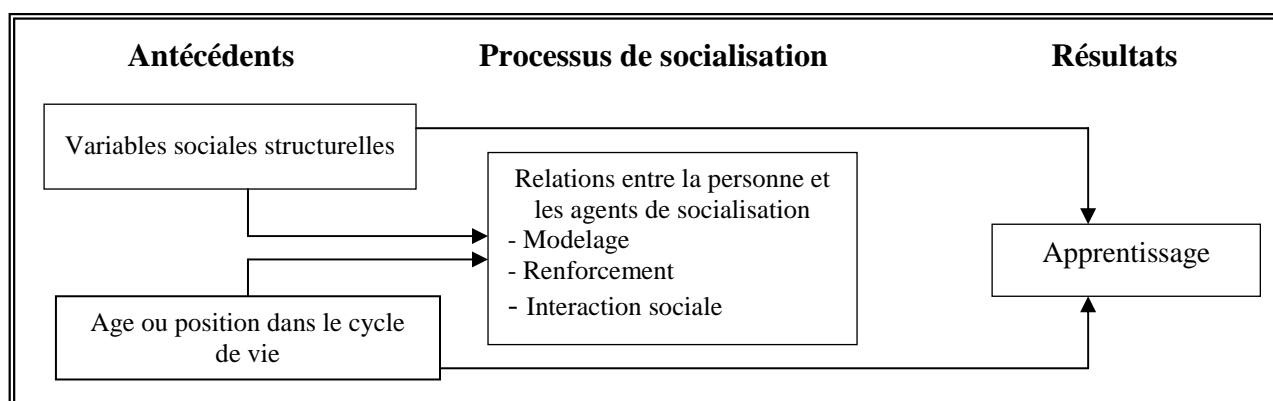 Antécédents
Processus de socialisation
Résultats
Variables sociales structurelles
Relations entre la personne et
les agents de socialisation
- Modelage
- Renforcement
- Interaction sociale
Apprentissage
Age ou position dans le cycle
de vie